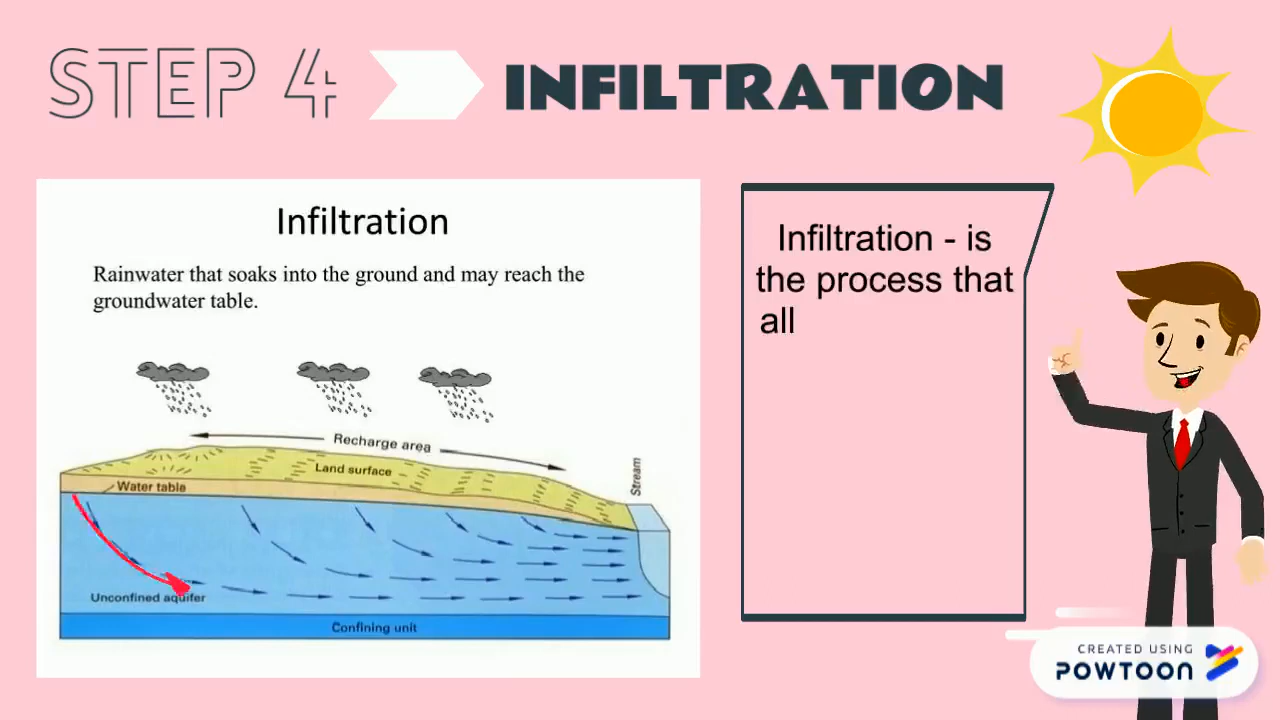 STEP 4
INFILTRATION
Infiltration
Rainwater that soaks into the ground and may reach the
groundwater table.
Recharge area
Land surface
Water table
Stream
Unconfined aquifer
Confining unit
Infiltration - is
the process that
all
CREATED USING
POWTOON